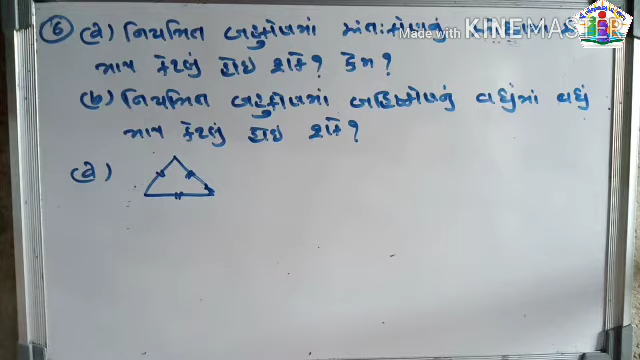 Made with KINEMASTER
6 (a) નિયમિત બહુકોણમાં અંતઃકોણનું
માપ કેટલું હોઇ શકે? કેમ?
(b) નિયમિત બહુકોણમાં બહિષ્કોણનું વધુમાં વધુ
માપ કેટલું હોઇ શકે?
(a)